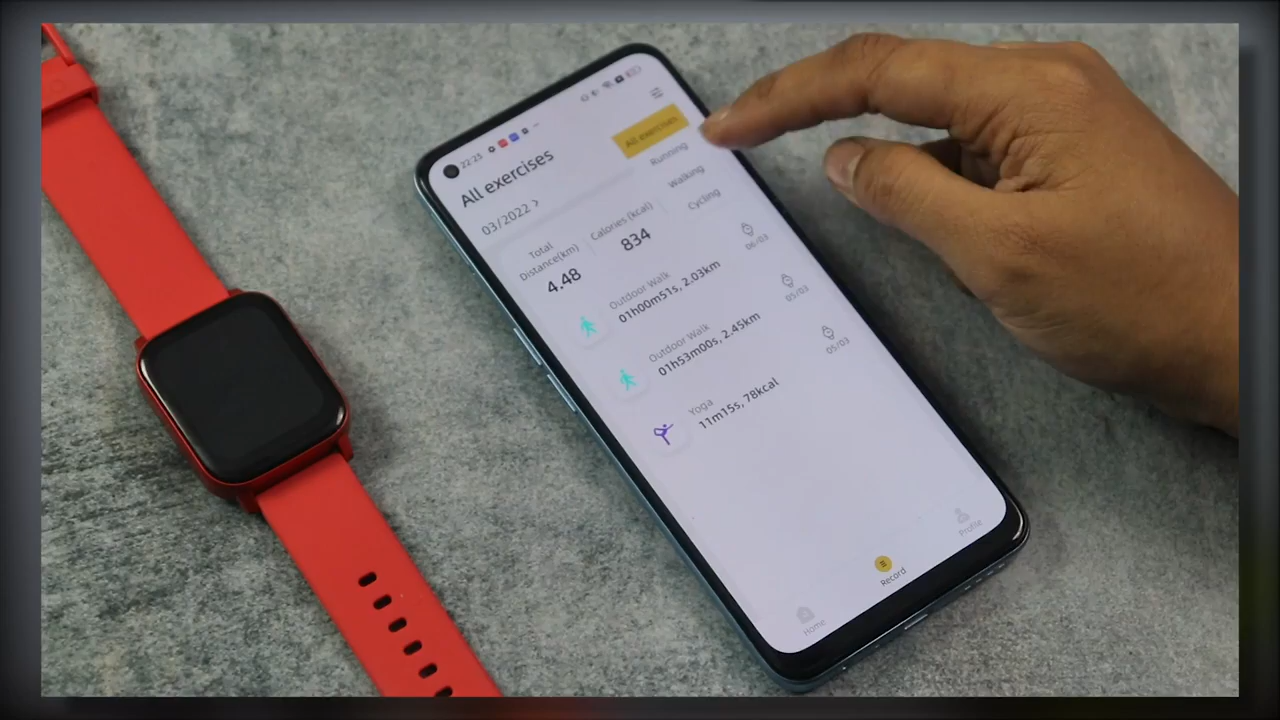 22:25
All exercises
All exercises
Running
Walking
Cycling
03/2022 >
Total
Distance(km)
4.48
Calories (kcal)
834
Outdoor Walk
01h00m51s, 2.03km
06/03
Outdoor Walk
01h53m00s, 2.45km
05/03
Yoga
11m15s, 78kcal
05/03
Home
Record
Profile